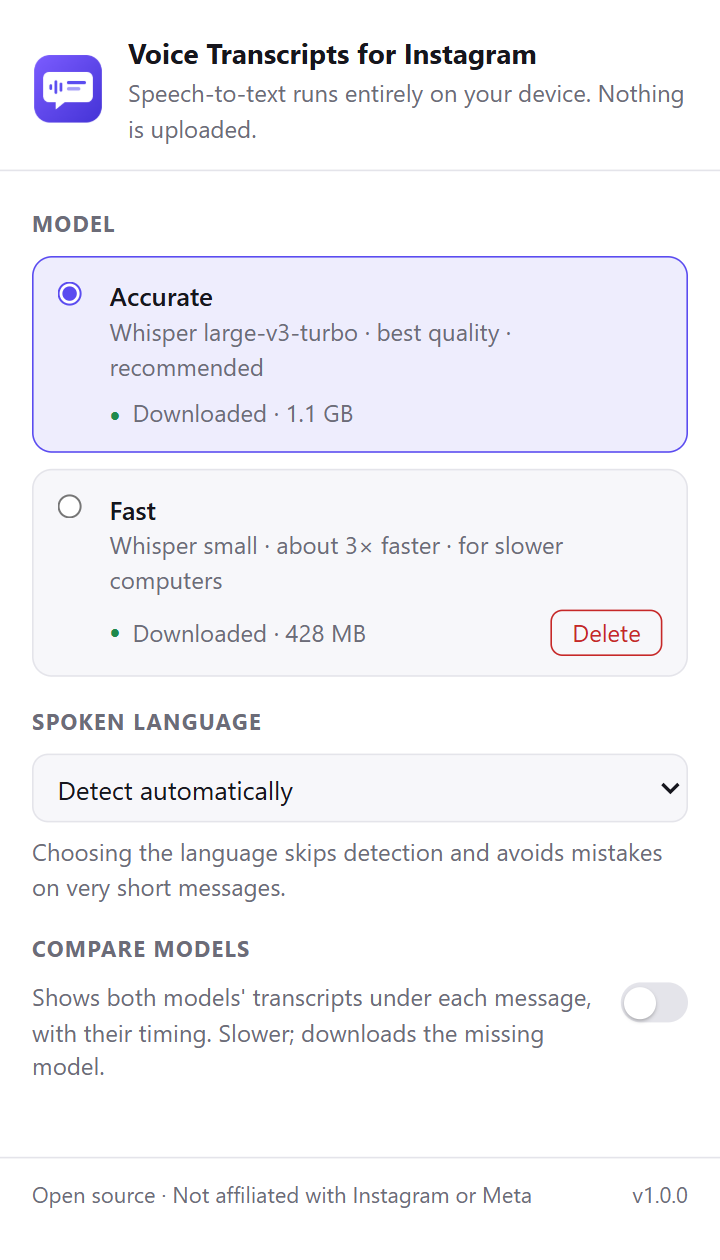 Voice Transcripts for Instagram
Speech-to-text runs entirely on your device. Nothing
is uploaded.
MODEL
Accurate
Whisper large-v3-turbo · best quality ·
recommended
Downloaded · 1.1 GB
Fast
Whisper small · about 3× faster · for slower
computers
Downloaded · 428 MB
Delete
SPOKEN LANGUAGE
Detect automatically
Choosing the language skips detection and avoids mistakes
on very short messages.
COMPARE MODELS
Shows both models' transcripts under each message,
with their timing. Slower; downloads the missing
model.
Open source · Not affiliated with Instagram or Meta
v1.0.0